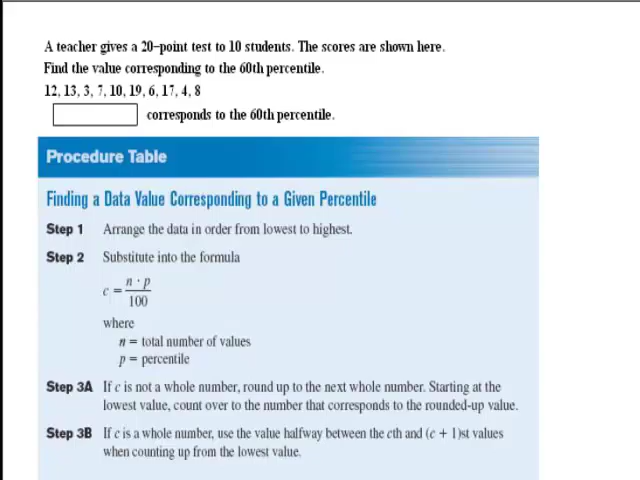 A teacher gives a 20-point test to 10 students. The scores are shown here.
Find the value corresponding to the 60th percentile.
12, 13, 3, 7, 10, 19, 6, 17, 4, 8
corresponds to the 60th percentile.
Procedure Table
Finding a Data Value Corresponding to a Given Percentile
Step 1 Arrange the data in order from lowest to highest.
Step 2 Substitute into the formula
c = n · p / 100
where
n = total number of values
p = percentile
Step 3A If c is not a whole number, round up to the next whole number. Starting at the
lowest value, count over to the number that corresponds to the rounded-up value.
Step 3B If c is a whole number, use the value halfway between the cth and (c + 1)st values
when counting up from the lowest value.